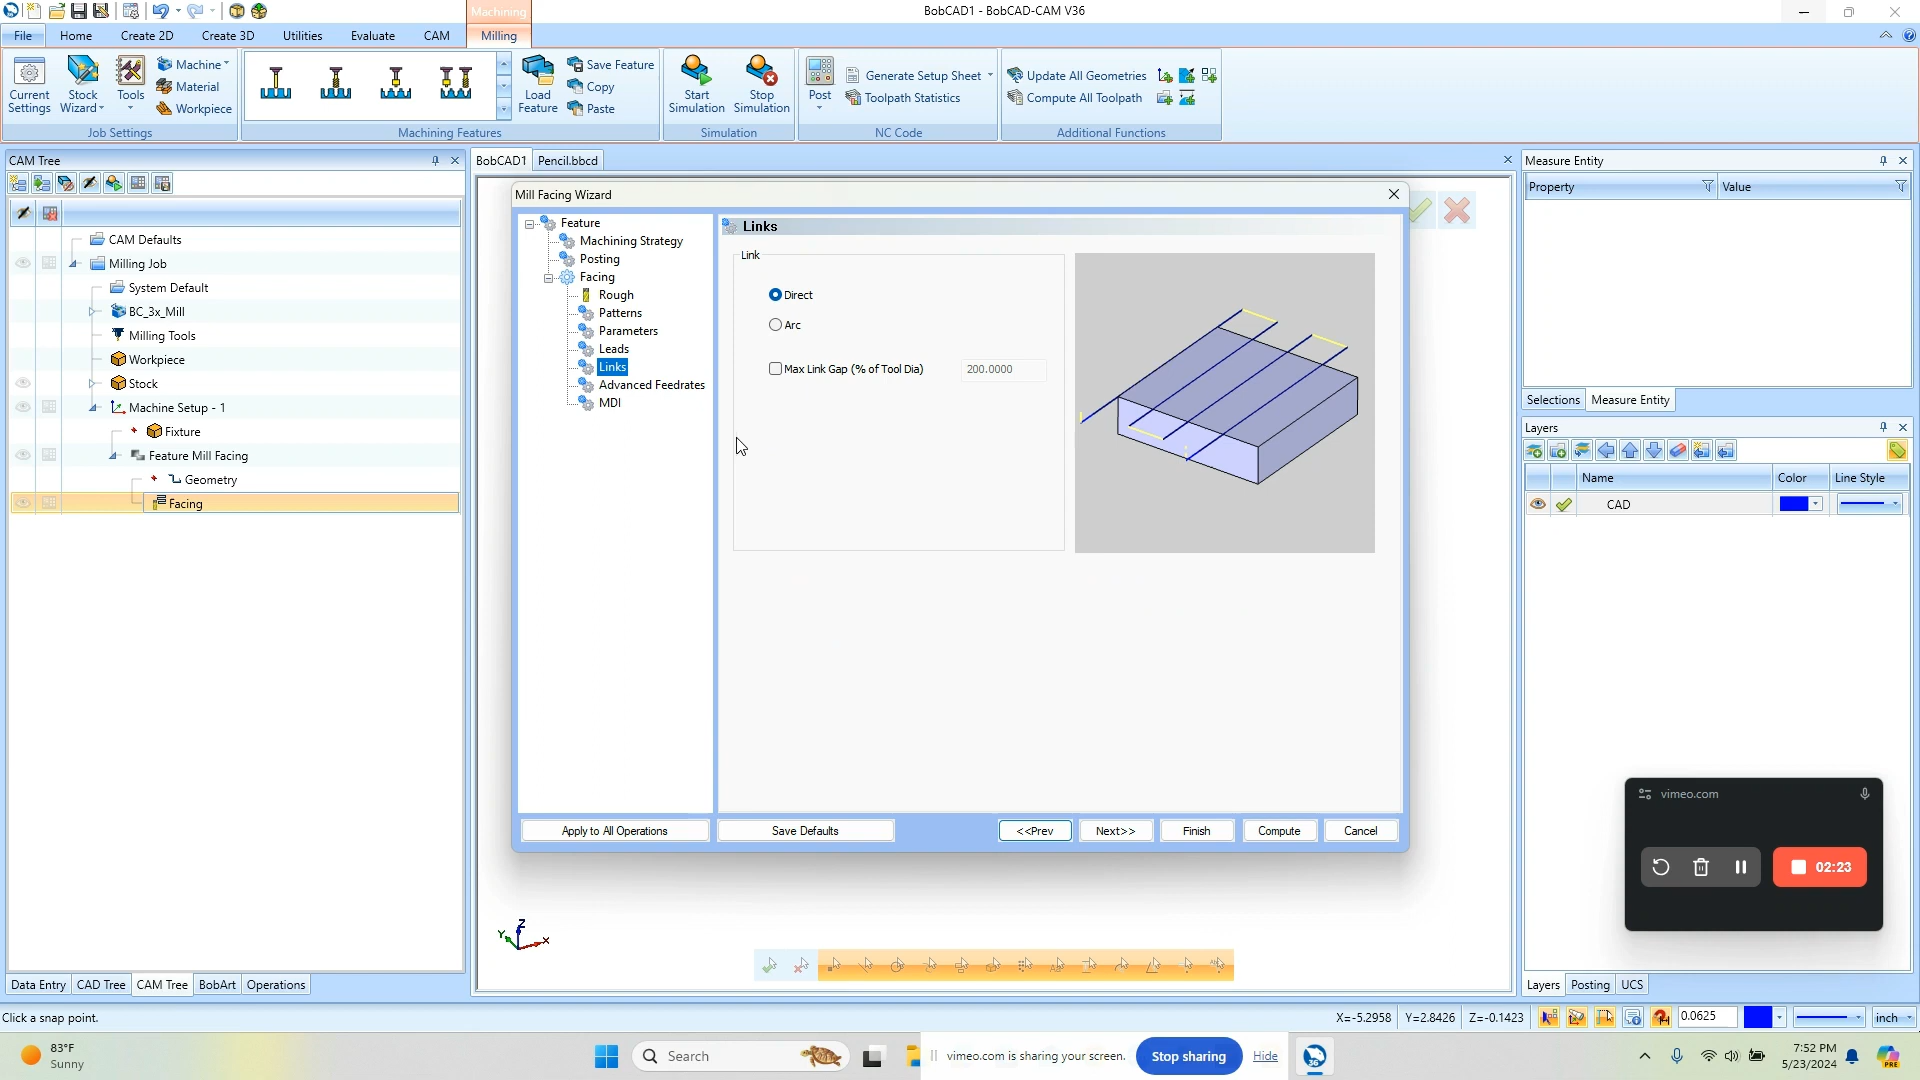 Machining
BobCAD1 - BobCAD-CAM V36
File Home Create 2D Create 3D Utilities Evaluate CAM Milling
Current Settings
Stock Wizard
Tools
Machine
Material
Workpiece
Job Settings
Load Feature
Save Feature
Copy
Paste
Machining Features
Start Simulation
Stop Simulation
Simulation
Post
Generate Setup Sheet
Toolpath Statistics
NC Code
Update All Geometries
Compute All Toolpath
Additional Functions
CAM Tree
CAM Defaults
Milling Job
System Default
BC_3x_Mill
Milling Tools
Workpiece
Stock
Machine Setup - 1
Fixture
Feature Mill Facing
Geometry
Facing
Data Entry CAD Tree CAM Tree BobArt Operations
BobCAD1 Pencil.bbcd
Mill Facing Wizard
Feature
Machining Strategy
Posting
Facing
Rough
Patterns
Parameters
Leads
Links
Advanced Feedrates
MDI
Links
Link
Direct
Arc
Max Link Gap (% of Tool Dia) 200.0000
Apply to All Operations Save Defaults <<Prev Next>> Finish Compute Cancel
Z
Y
X
Measure Entity
Property Value
Selections Measure Entity
Layers
Name Color Line Style
CAD
vimeo.com
02:23
Layers Posting UCS
Click a snap point.
X=-5.2958 Y=2.8426 Z=-0.1423 0.0625 inch
83°F
Sunny
Search
vimeo.com is sharing your screen. Stop sharing Hide
7:52 PM
5/23/2024
PRE